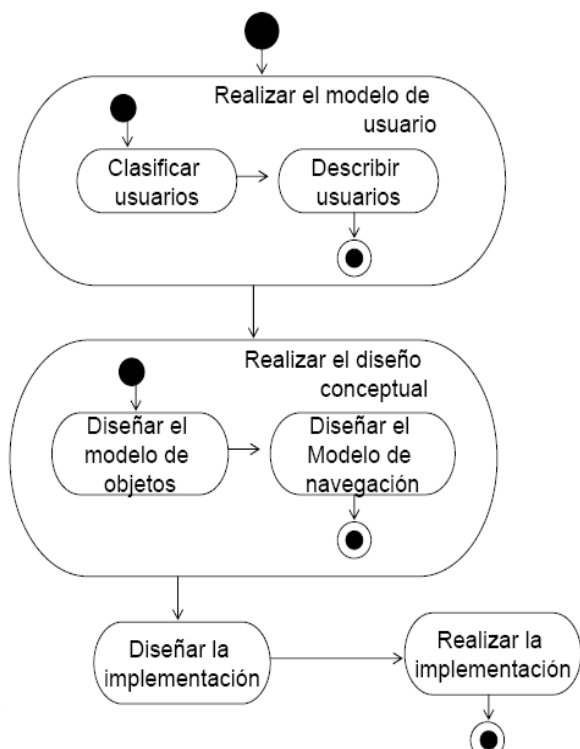 Realizar el modelo de
usuario
Clasificar
usuarios
Describir
usuarios
Realizar el diseño
conceptual
Diseñar el
modelo de
objetos
Diseñar el
Modelo de
navegación
Diseñar la
implementación
Realizar la
implementación